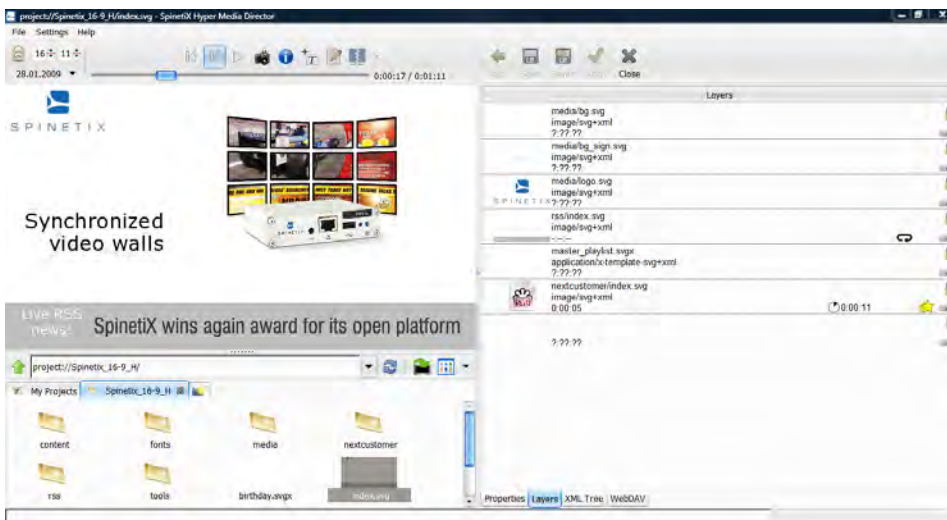 project://Spinetix_16-9_H/index.svg - SpinetiX Hyper Media Director
File Settings Help
16 11
28.01.2009
0:00:17 / 0:01:11
SPINETIX
Synchronized
video walls
Live RSS
news!
SpinetiX wins again award for its open platform
project://Spinetix_16-9_H/
My Projects
Spinetix_16-9_H
content
fonts
media
nextcustomer
rss
tools
birthday.svgx
index.svg
Close
Layers
media/bg.svg
image/svg+xml
?:??:??
media/bg_sign.svg
image/svg+xml
?:??:??
SPINETIX
media/logo.svg
image/svg+xml
?:??:??
rss/index.svg
image/svg+xml
--:--:--
master_playlist.svgx
application/x-template-svg+xml
?:??:??
nextcustomer/index.svg
image/svg+xml
0:00:05
0:00:11
?:??:??
Properties Layers XML Tree WebDAV